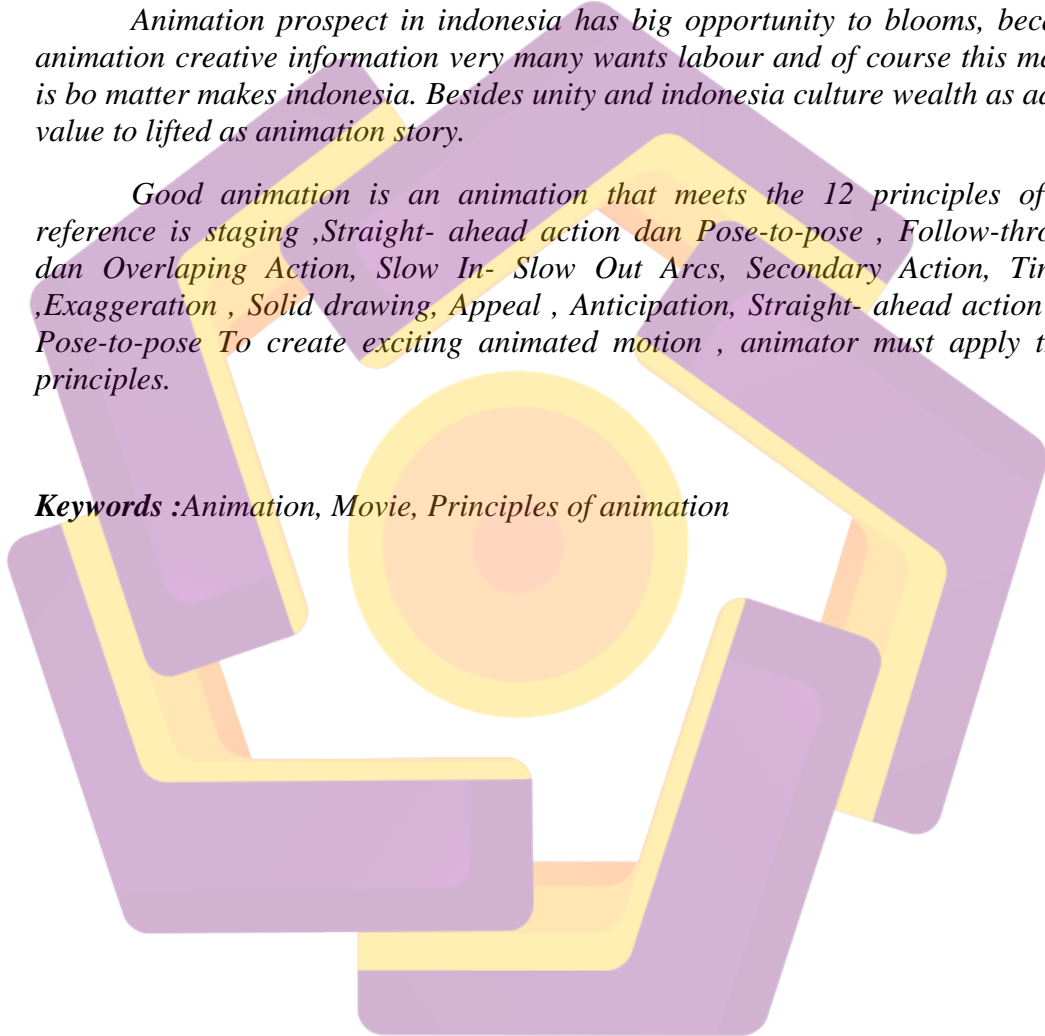 Animation prospect in indonesia has big opportunity to blooms,
animation creative information very many wants labour and of course this
is bo matter makes indonesia. Besides unity and indonesia culture wealth as
value to lifted as animation story.
Good animation is an animation that meets the 12 principles of
reference is staging ,Straight- ahead action dan Pose-to-pose ,
dan Overlaping Action, Slow In- Slow Out Arcs, Secondary Action,
,Exaggeration , Solid drawing, Appeal , Anticipation, Straight- ahead action
Pose-to-pose To create exciting animated motion , animator must apply
principles.
Keywords :Animation, Movie, Principles of animation